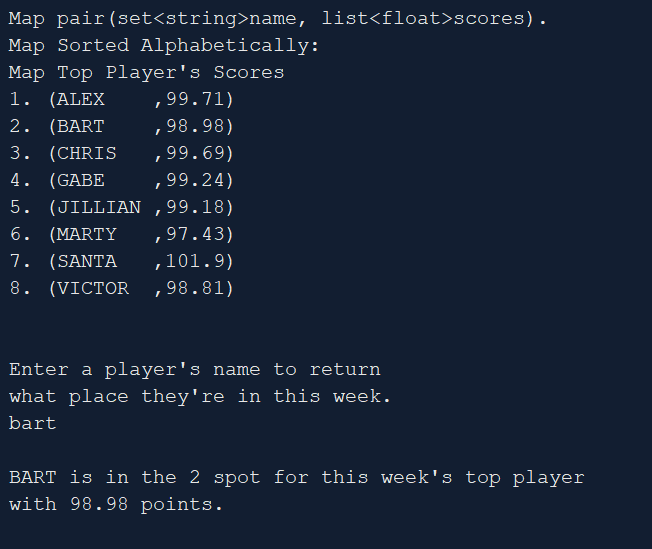 Map pair(set<string>name, list<float>scores).
Map Sorted Alphabetically:
Map Top Player's Scores
1. (ALEX    ,99.71)
2. (BART    ,98.98)
3. (CHRIS   ,99.69)
4. (GABE    ,99.24)
5. (JILLIAN ,99.18)
6. (MARTY   ,97.43)
7. (SANTA   ,101.9)
8. (VICTOR  ,98.81)
Enter a player's name to return
what place they're in this week.
bart
BART is in the 2 spot for this week's top player
with 98.98 points.